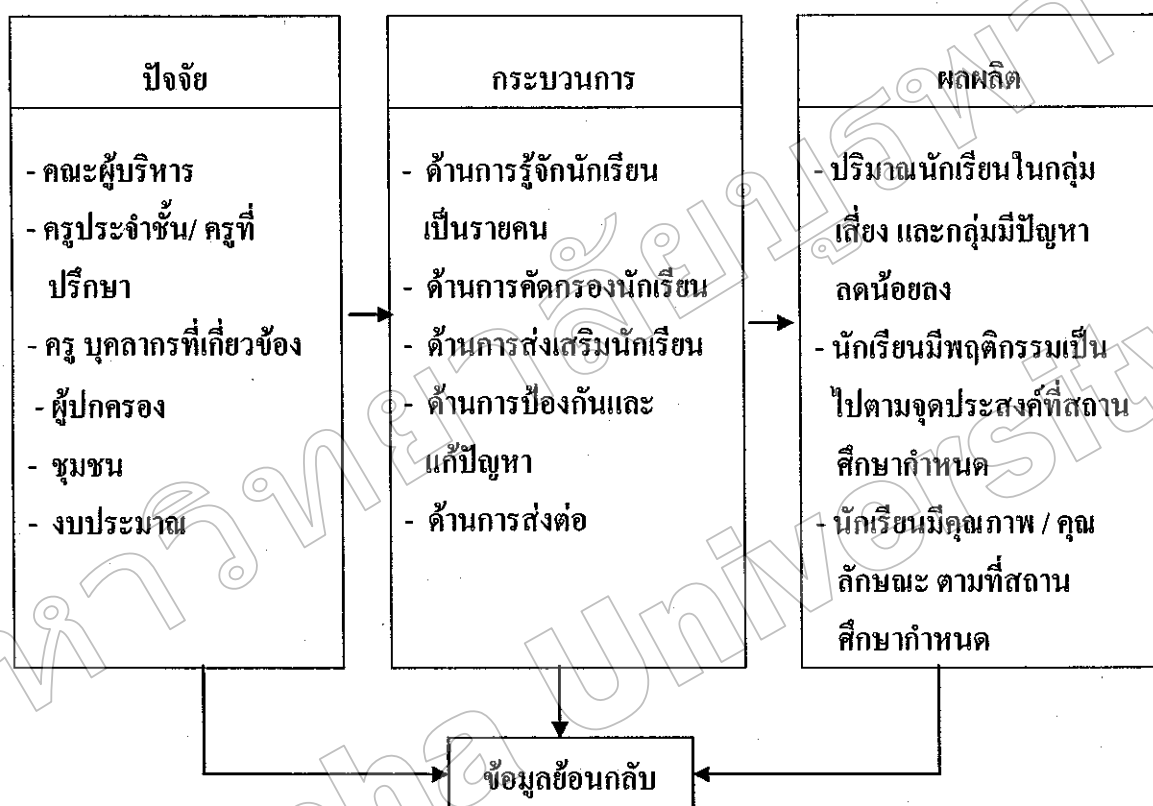 ปัจจัย
- คณะผู้บริหาร
- ครูประจำชั้น/ ครูที่
ปรึกษา
- ครู บุคลากรที่เกี่ยวข้อง
- ผู้ปกครอง
- ชุมชน
- งบประมาณ
กระบวนการ
- ด้านการรู้จักนักเรียน
เป็นรายคน
- ด้านการคัดกรองนักเรียน
- ด้านการส่งเสริมนักเรียน
- ด้านการป้องกันและ
แก้ปัญหา
- ด้านการส่งต่อ
ผลผลิต
- ปริมาณนักเรียนในกลุ่ม
เสี่ยง และกลุ่มมีปัญหา
ลดน้อยลง
- นักเรียนมีพฤติกรรมเป็น
ไปตามจุดประสงค์ที่สถาน
ศึกษากำหนด
- นักเรียนมีคุณภาพ / คุณ
ลักษณะ ตามที่สถาน
ศึกษากำหนด
ข้อมูลย้อนกลับ
หาวิทยาลัยบูรพา
ha University